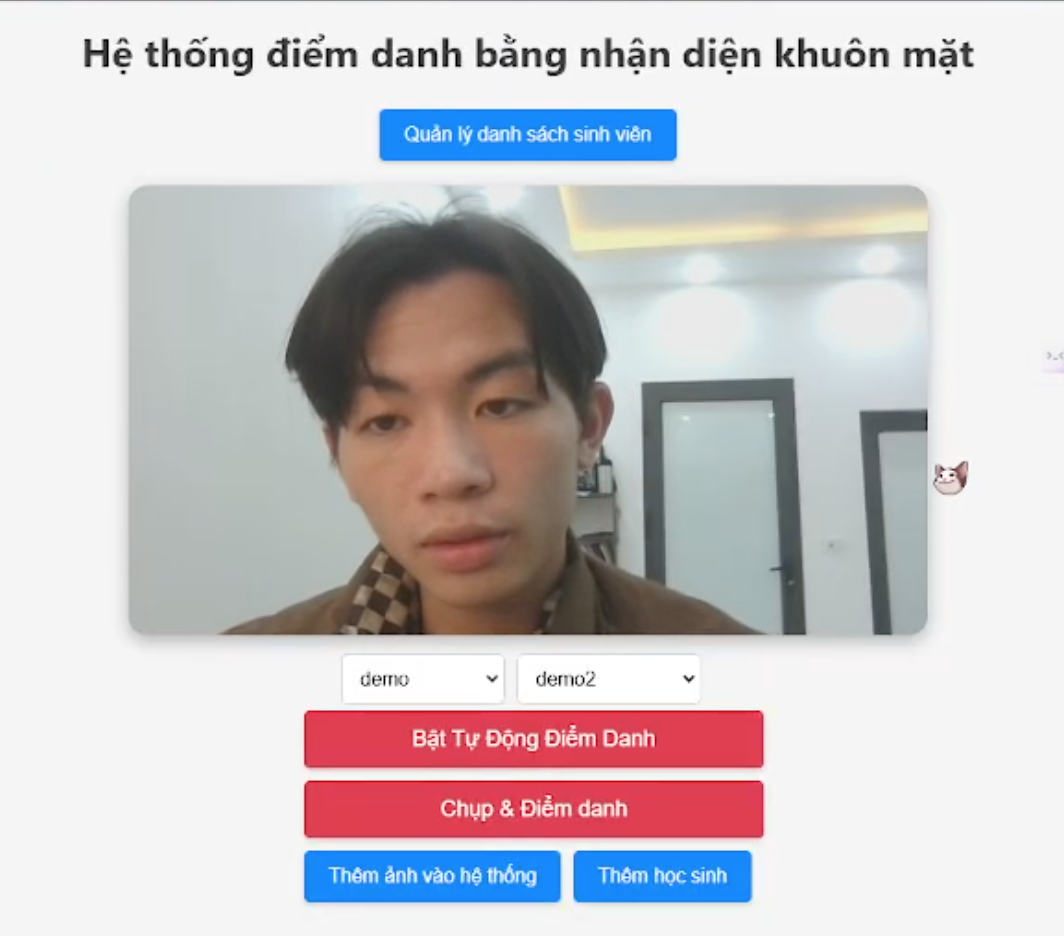 Hệ thống điểm danh bằng nhận diện khuôn mặt
Quản lý danh sách sinh viên
demo
demo2
Bật Tự Động Điểm Danh
Chụp & Điểm danh
Thêm ảnh vào hệ thống
Thêm học sinh